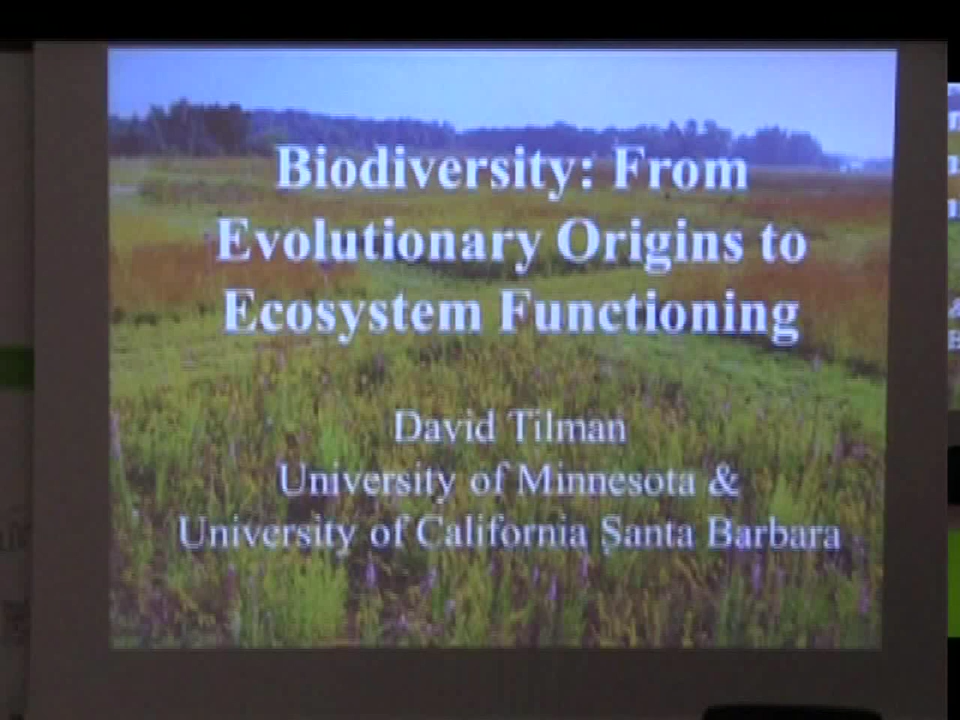 Biodiversity: From
Evolutionary Origins to
Ecosystem Functioning
David Tilman
University of Minnesota &
University of California Santa Barbara